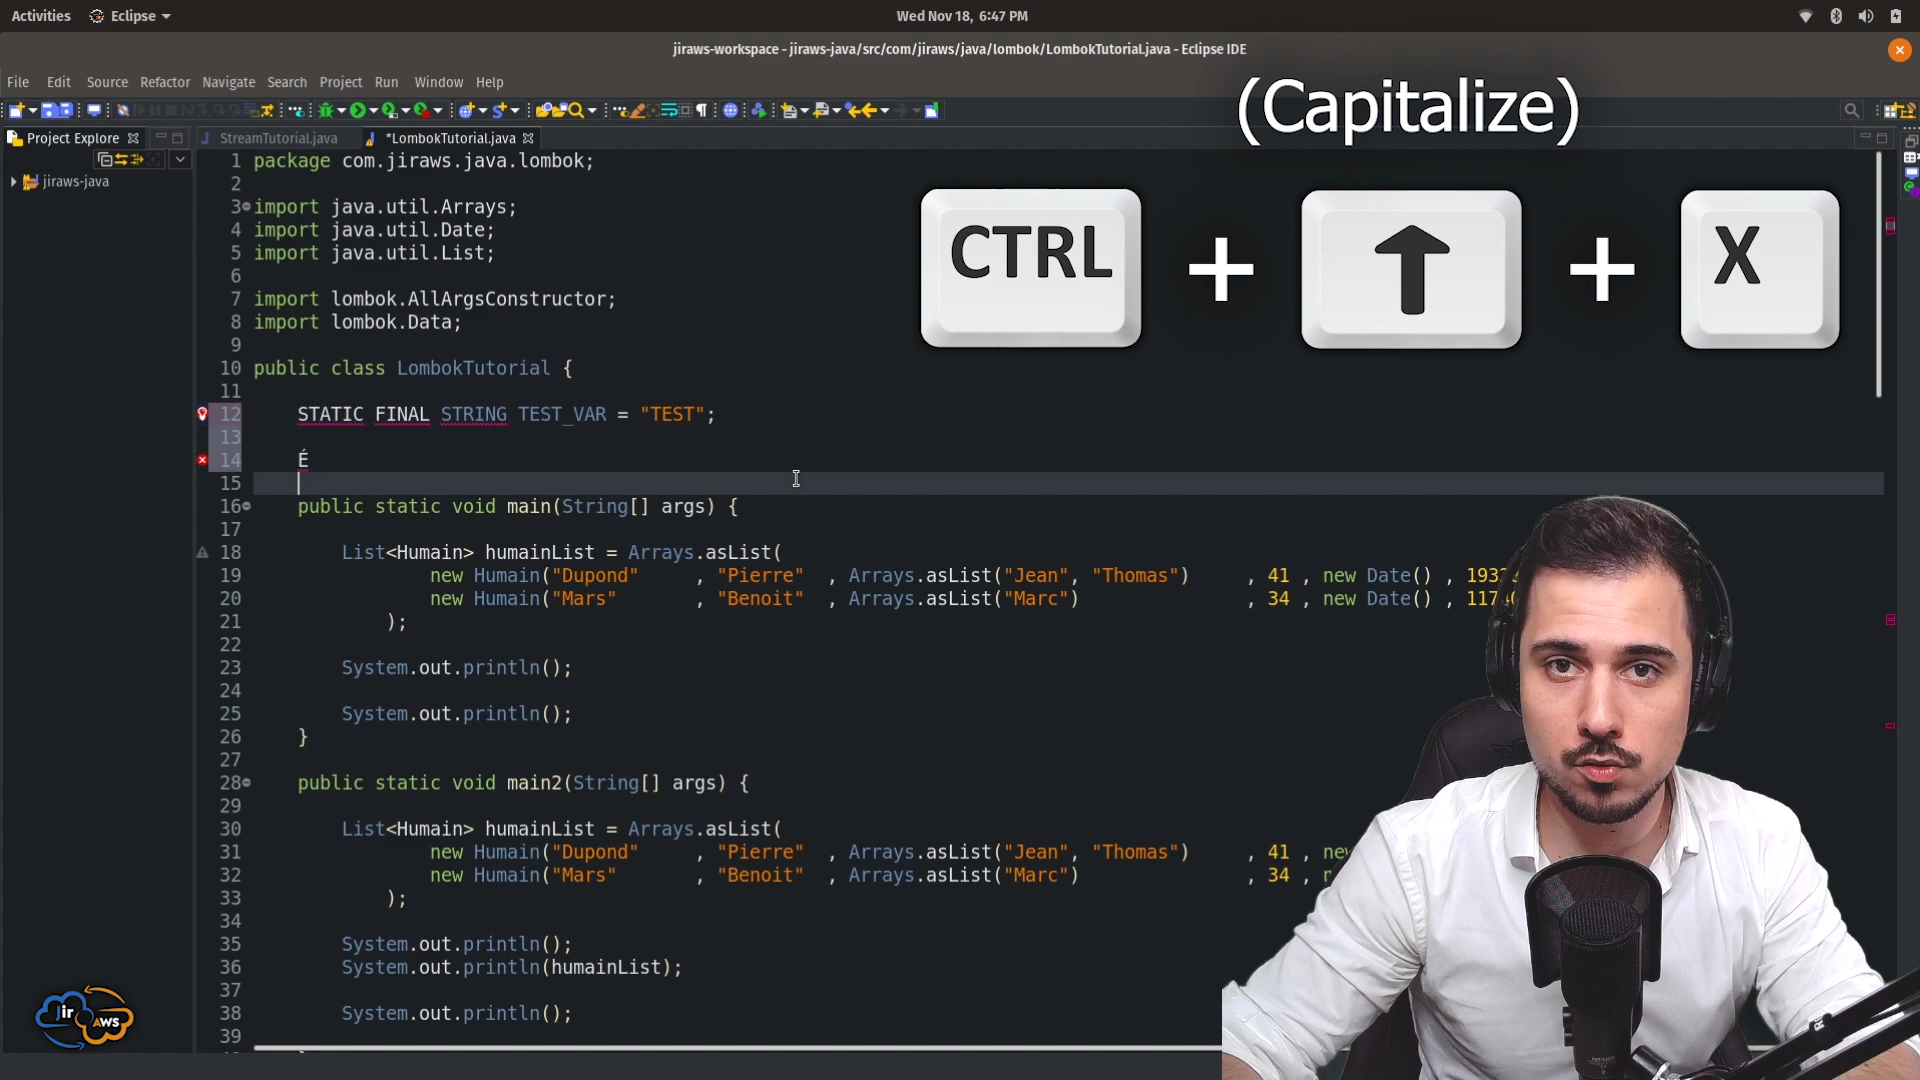 Activities Eclipse Wed Nov 18, 6:47 PM
jiraws-workspace - jiraws-java/src/com/jiraws/java/lombok/LombokTutorial.java - Eclipse IDE
File Edit Source Refactor Navigate Search Project Run Window Help
(Capitalize)
CTRL + + X
Project Explore
jiraws-java
StreamTutorial.java *LombokTutorial.java
1 package com.jiraws.java.lombok;
2
3 import java.util.Arrays;
4 import java.util.Date;
5 import java.util.List;
6
7 import lombok.AllArgsConstructor;
8 import lombok.Data;
9
10 public class LombokTutorial {
11
12 STATIC FINAL STRING TEST_VAR = "TEST";
13
14 É
15
16 public static void main(String[] args) {
17
18 List<Humain> humainList = Arrays.asList(
19 new Humain("Dupond" , "Pierre" , Arrays.asList("Jean", "Thomas") , 41 , new Date() , 1932
20 new Humain("Mars" , "Benoit" , Arrays.asList("Marc") , 34 , new Date() , 1174
21 );
22
23 System.out.println();
24
25 System.out.println();
26 }
27
28 public static void main2(String[] args) {
29
30 List<Humain> humainList = Arrays.asList(
31 new Humain("Dupond" , "Pierre" , Arrays.asList("Jean", "Thomas") , 41 , new
32 new Humain("Mars" , "Benoit" , Arrays.asList("Marc") , 34 ,
33 );
34
35 System.out.println();
36 System.out.println(humainList);
37
38 System.out.println();
39
Jir AWS